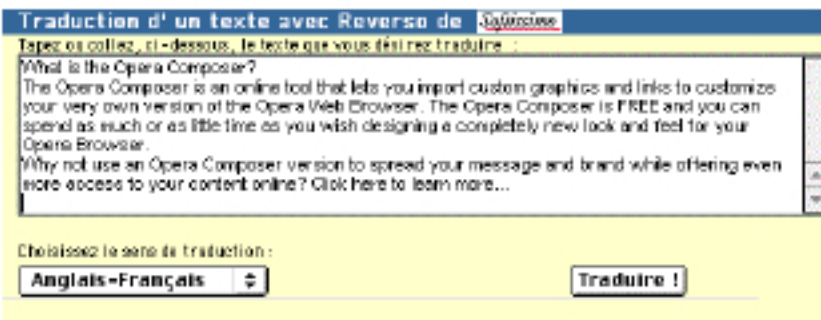 Traduction d' un texte avec Reverso de Softissimo
Tapez ou collez, ci-dessous, le texte que vous désirez traduire :
What is the Opera Composer?
The Opera Composer is an online tool that lets you import custom graphics and links to customize
your very own version of the Opera Web Browser. The Opera Composer is FREE and you can
spend as much or as little time as you wish designing a completely new look and feel for your
Opera Browser.
Why not use an Opera Composer version to spread your message and brand while offering even
more access to your content online? Click here to learn more...
Choisissez le sens de traduction :
Anglais-Français Traduire !